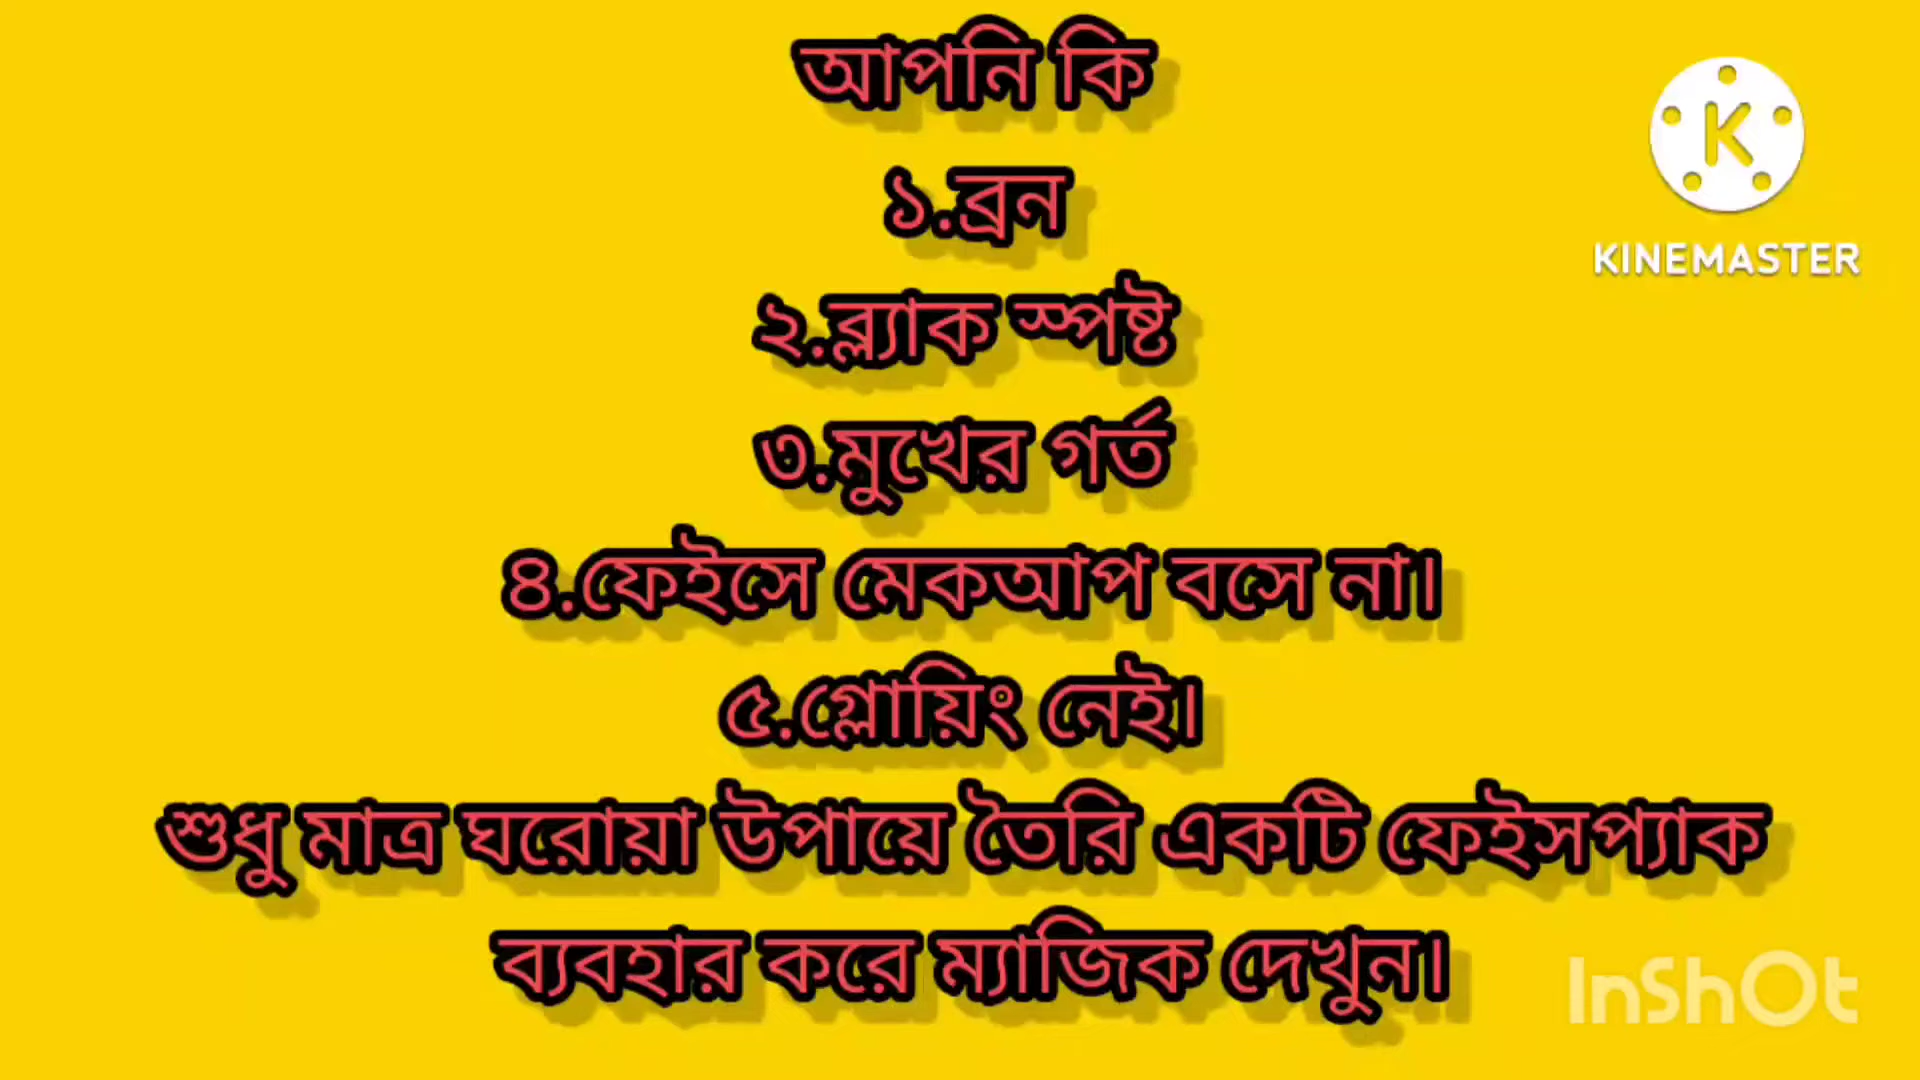 আপনি কি
১.ব্রন
২.ব্ল্যাক স্পষ্ট
৩.মুখের গর্ত
৪.ফেইসে মেকআপ বসে না।
৫.গ্লোয়িং নেই।
শুধু মাত্র ঘরোয়া উপায়ে তৈরি একটি ফেইসপ্যাক
ব্যবহার করে ম্যাজিক দেখুন।
K
KINEMASTER
InShOt